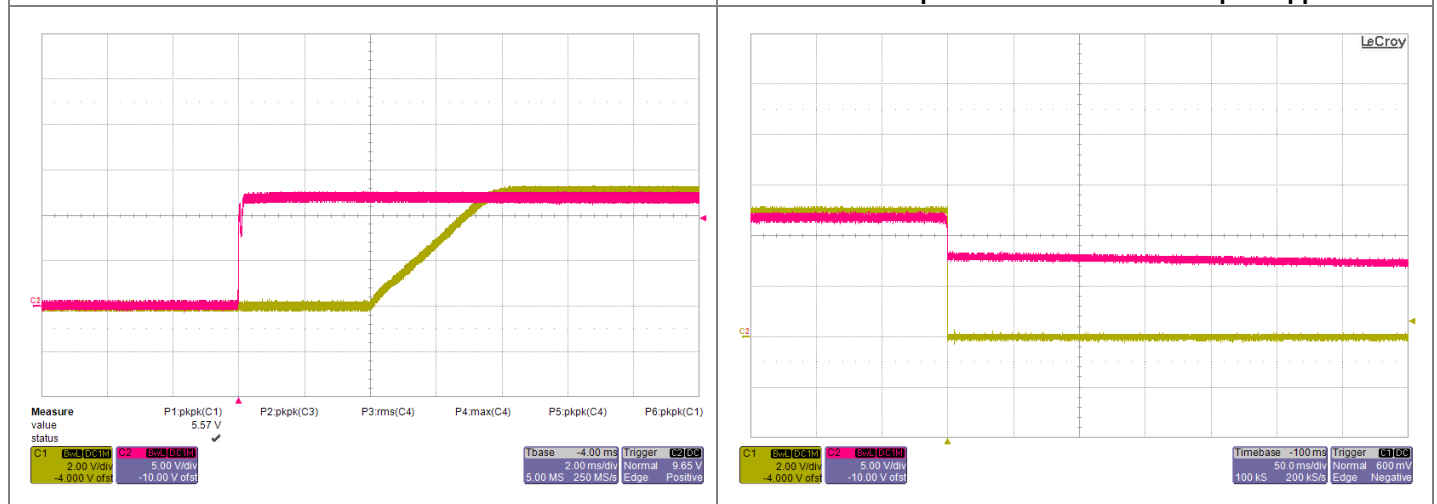 LeCroy
C2
C2
Measure P1:pkpk(C1) P2:pkpk(C3) P3:rms(C4) P4:max(C4) P5:pkpk(C4) P6:pkpk(C1)
value 5.57 V
status ✓
C1 BwL DC1M
2.00 V/div
-4.000 V ofst
C2 BwL DC1M
5.00 V/div
-10.00 V ofst
Tbase -4.00 ms
2.00 ms/div
5.00 MS 250 MS/s
Trigger C2 DC
Normal 9.65 V
Edge Positive
C1 BwL DC1M
2.00 V/div
-4.000 V ofst
C2 BwL DC1M
5.00 V/div
-10.00 V ofst
Timebase -100 ms
50.0 ms/div
100 kS 200 kS/s
Trigger C1 DC
Normal 600 mV
Edge Negative